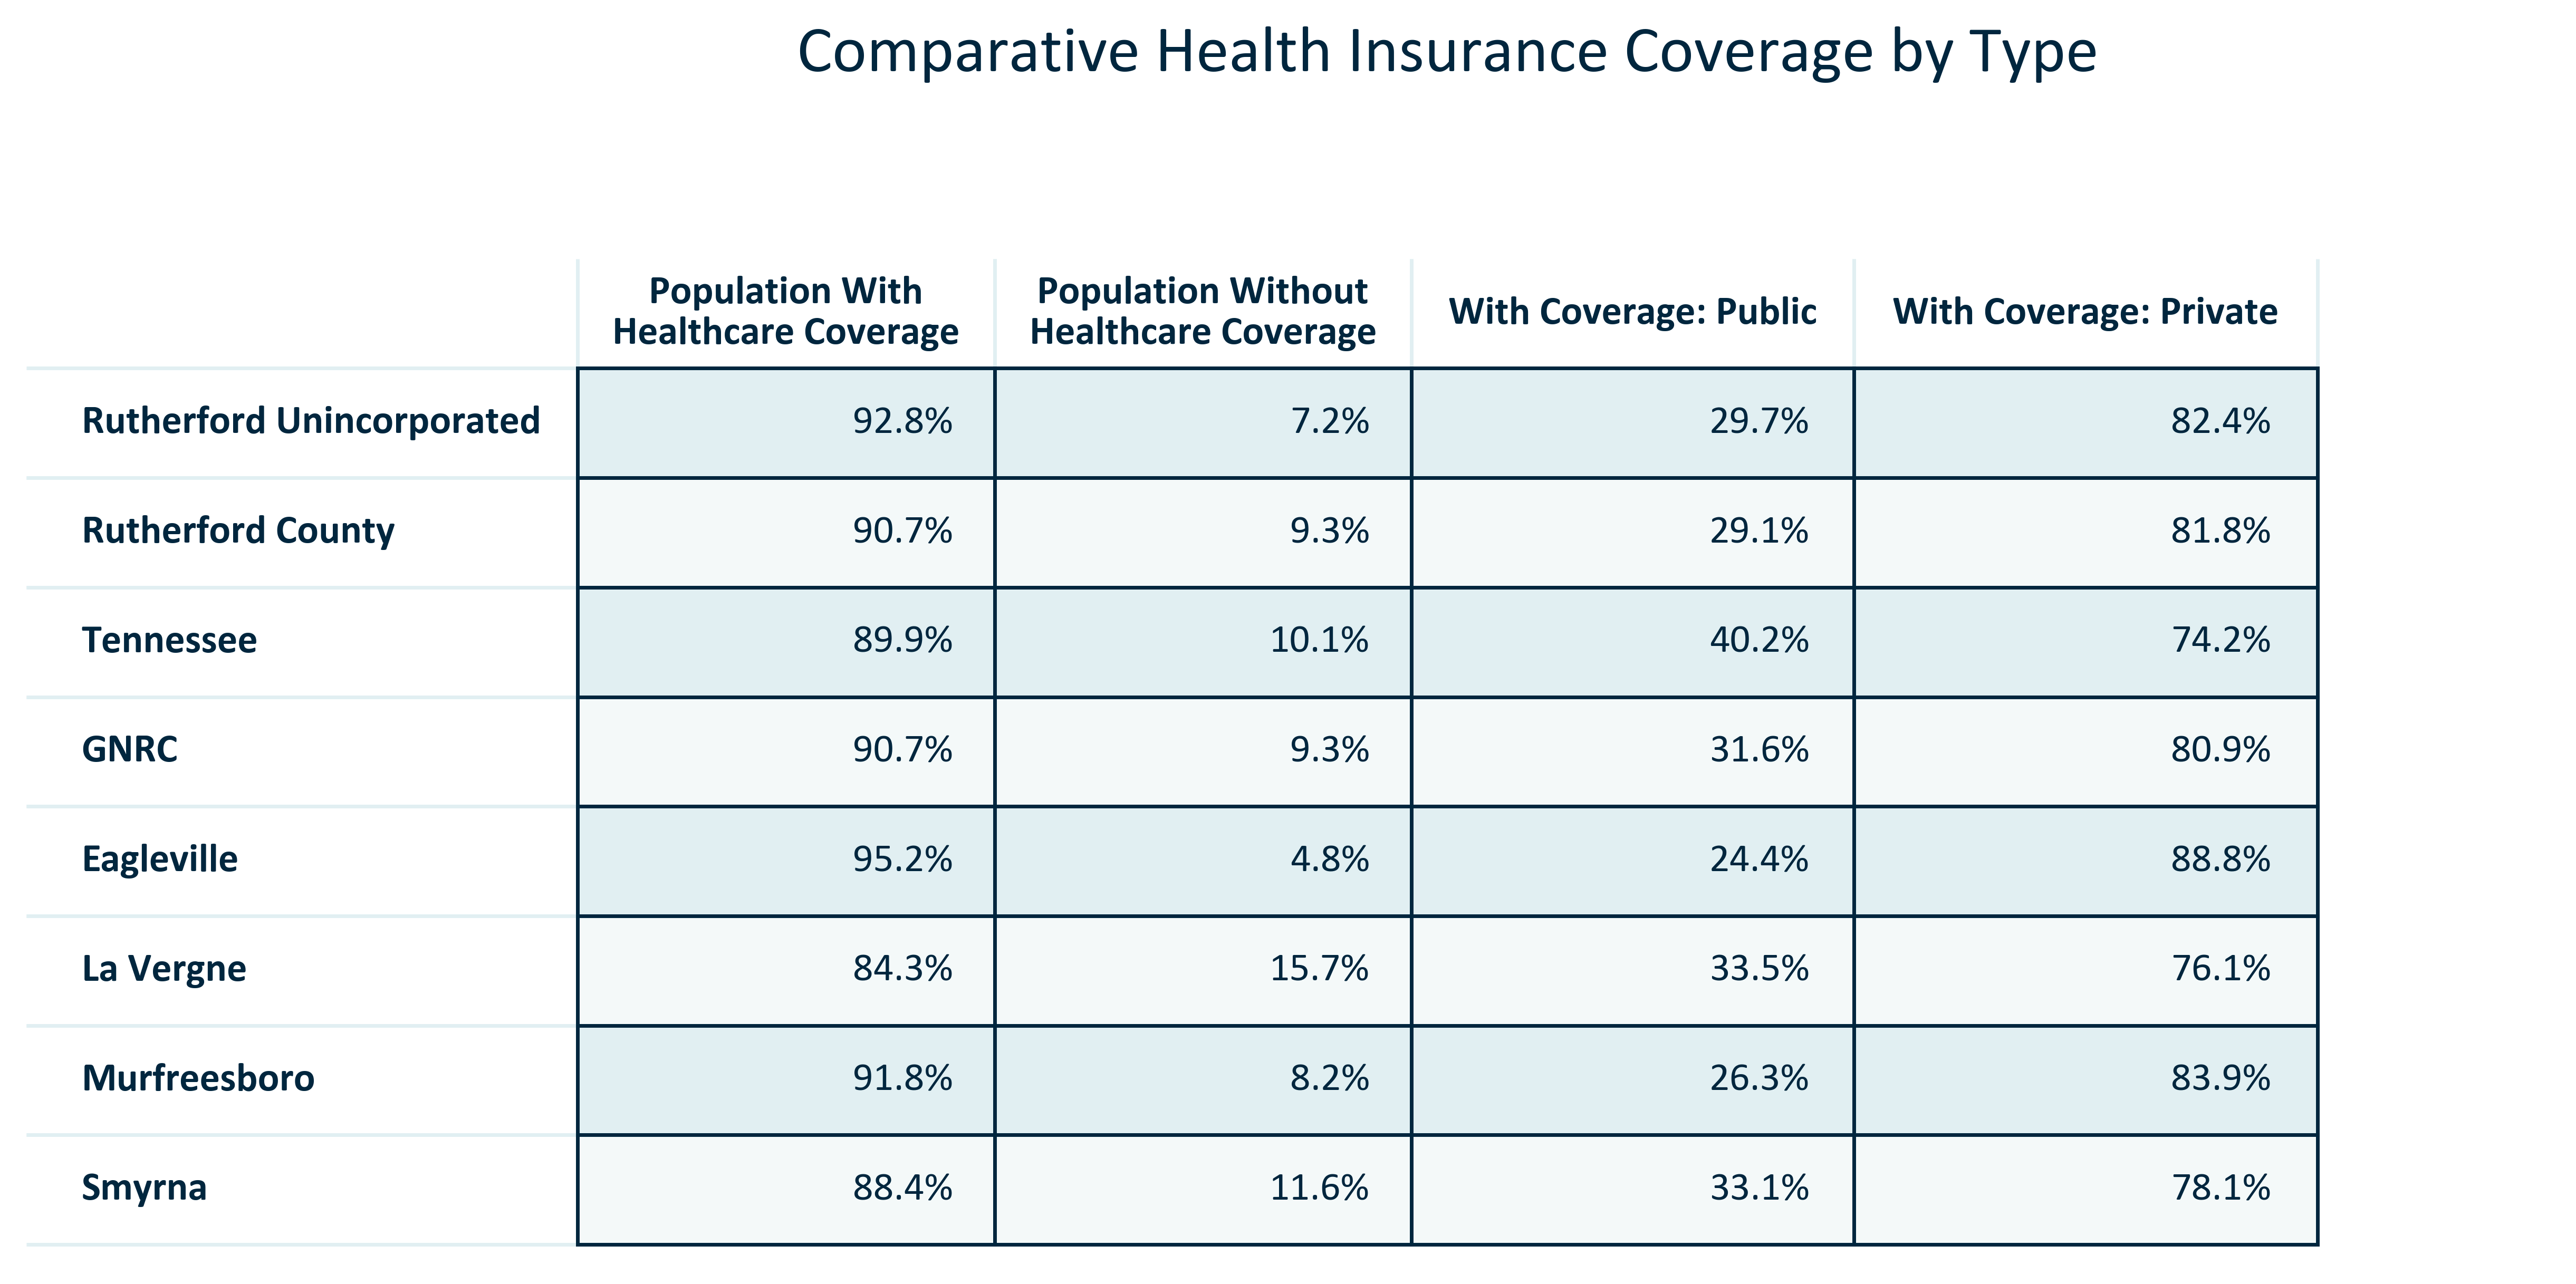 Comparative Health Insurance Coverage by Type
Population With Healthcare Coverage | Population Without Healthcare Coverage | With Coverage: Public | With Coverage: Private
Rutherford Unincorporated 92.8% 7.2% 29.7% 82.4%
Rutherford County 90.7% 9.3% 29.1% 81.8%
Tennessee 89.9% 10.1% 40.2% 74.2%
GNRC 90.7% 9.3% 31.6% 80.9%
Eagleville 95.2% 4.8% 24.4% 88.8%
La Vergne 84.3% 15.7% 33.5% 76.1%
Murfreesboro 91.8% 8.2% 26.3% 83.9%
Smyrna 88.4% 11.6% 33.1% 78.1%